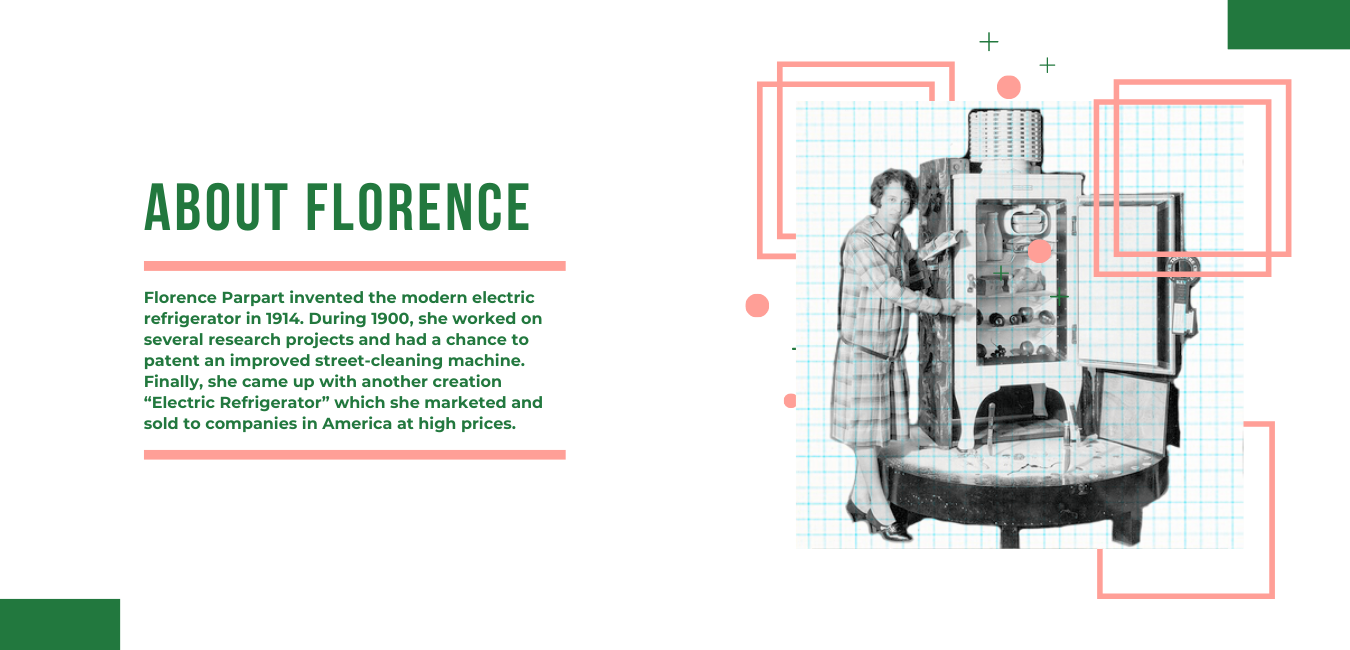 ABOUT FLORENCE
Florence Parpart invented the modern electric
refrigerator in 1914. During 1900, she worked on
several research projects and had a chance to
patent an improved street-cleaning machine.
Finally, she came up with another creation
“Electric Refrigerator” which she marketed and
sold to companies in America at high prices.